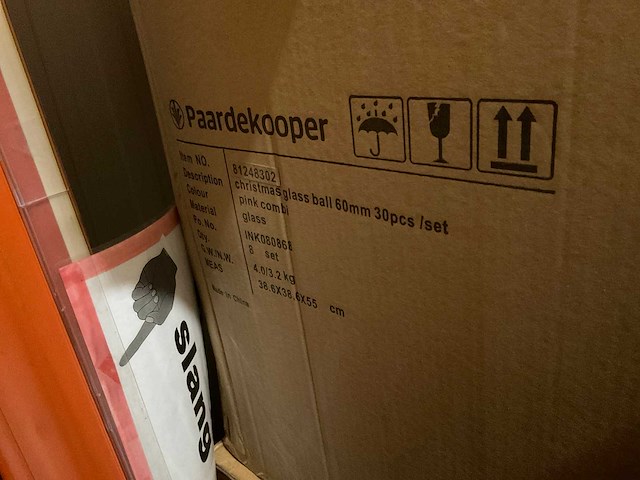 Paardekooper
Item NO. 81248302
Description christmas glass ball 60mm 30pcs /set
Colour pink combi
Material glass
Po. No. INK080868
Qty. 8 set
G.W./N.W. 4.0/3.2 kg
MEAS 38.6X38.6X55 cm
Made in China
slang